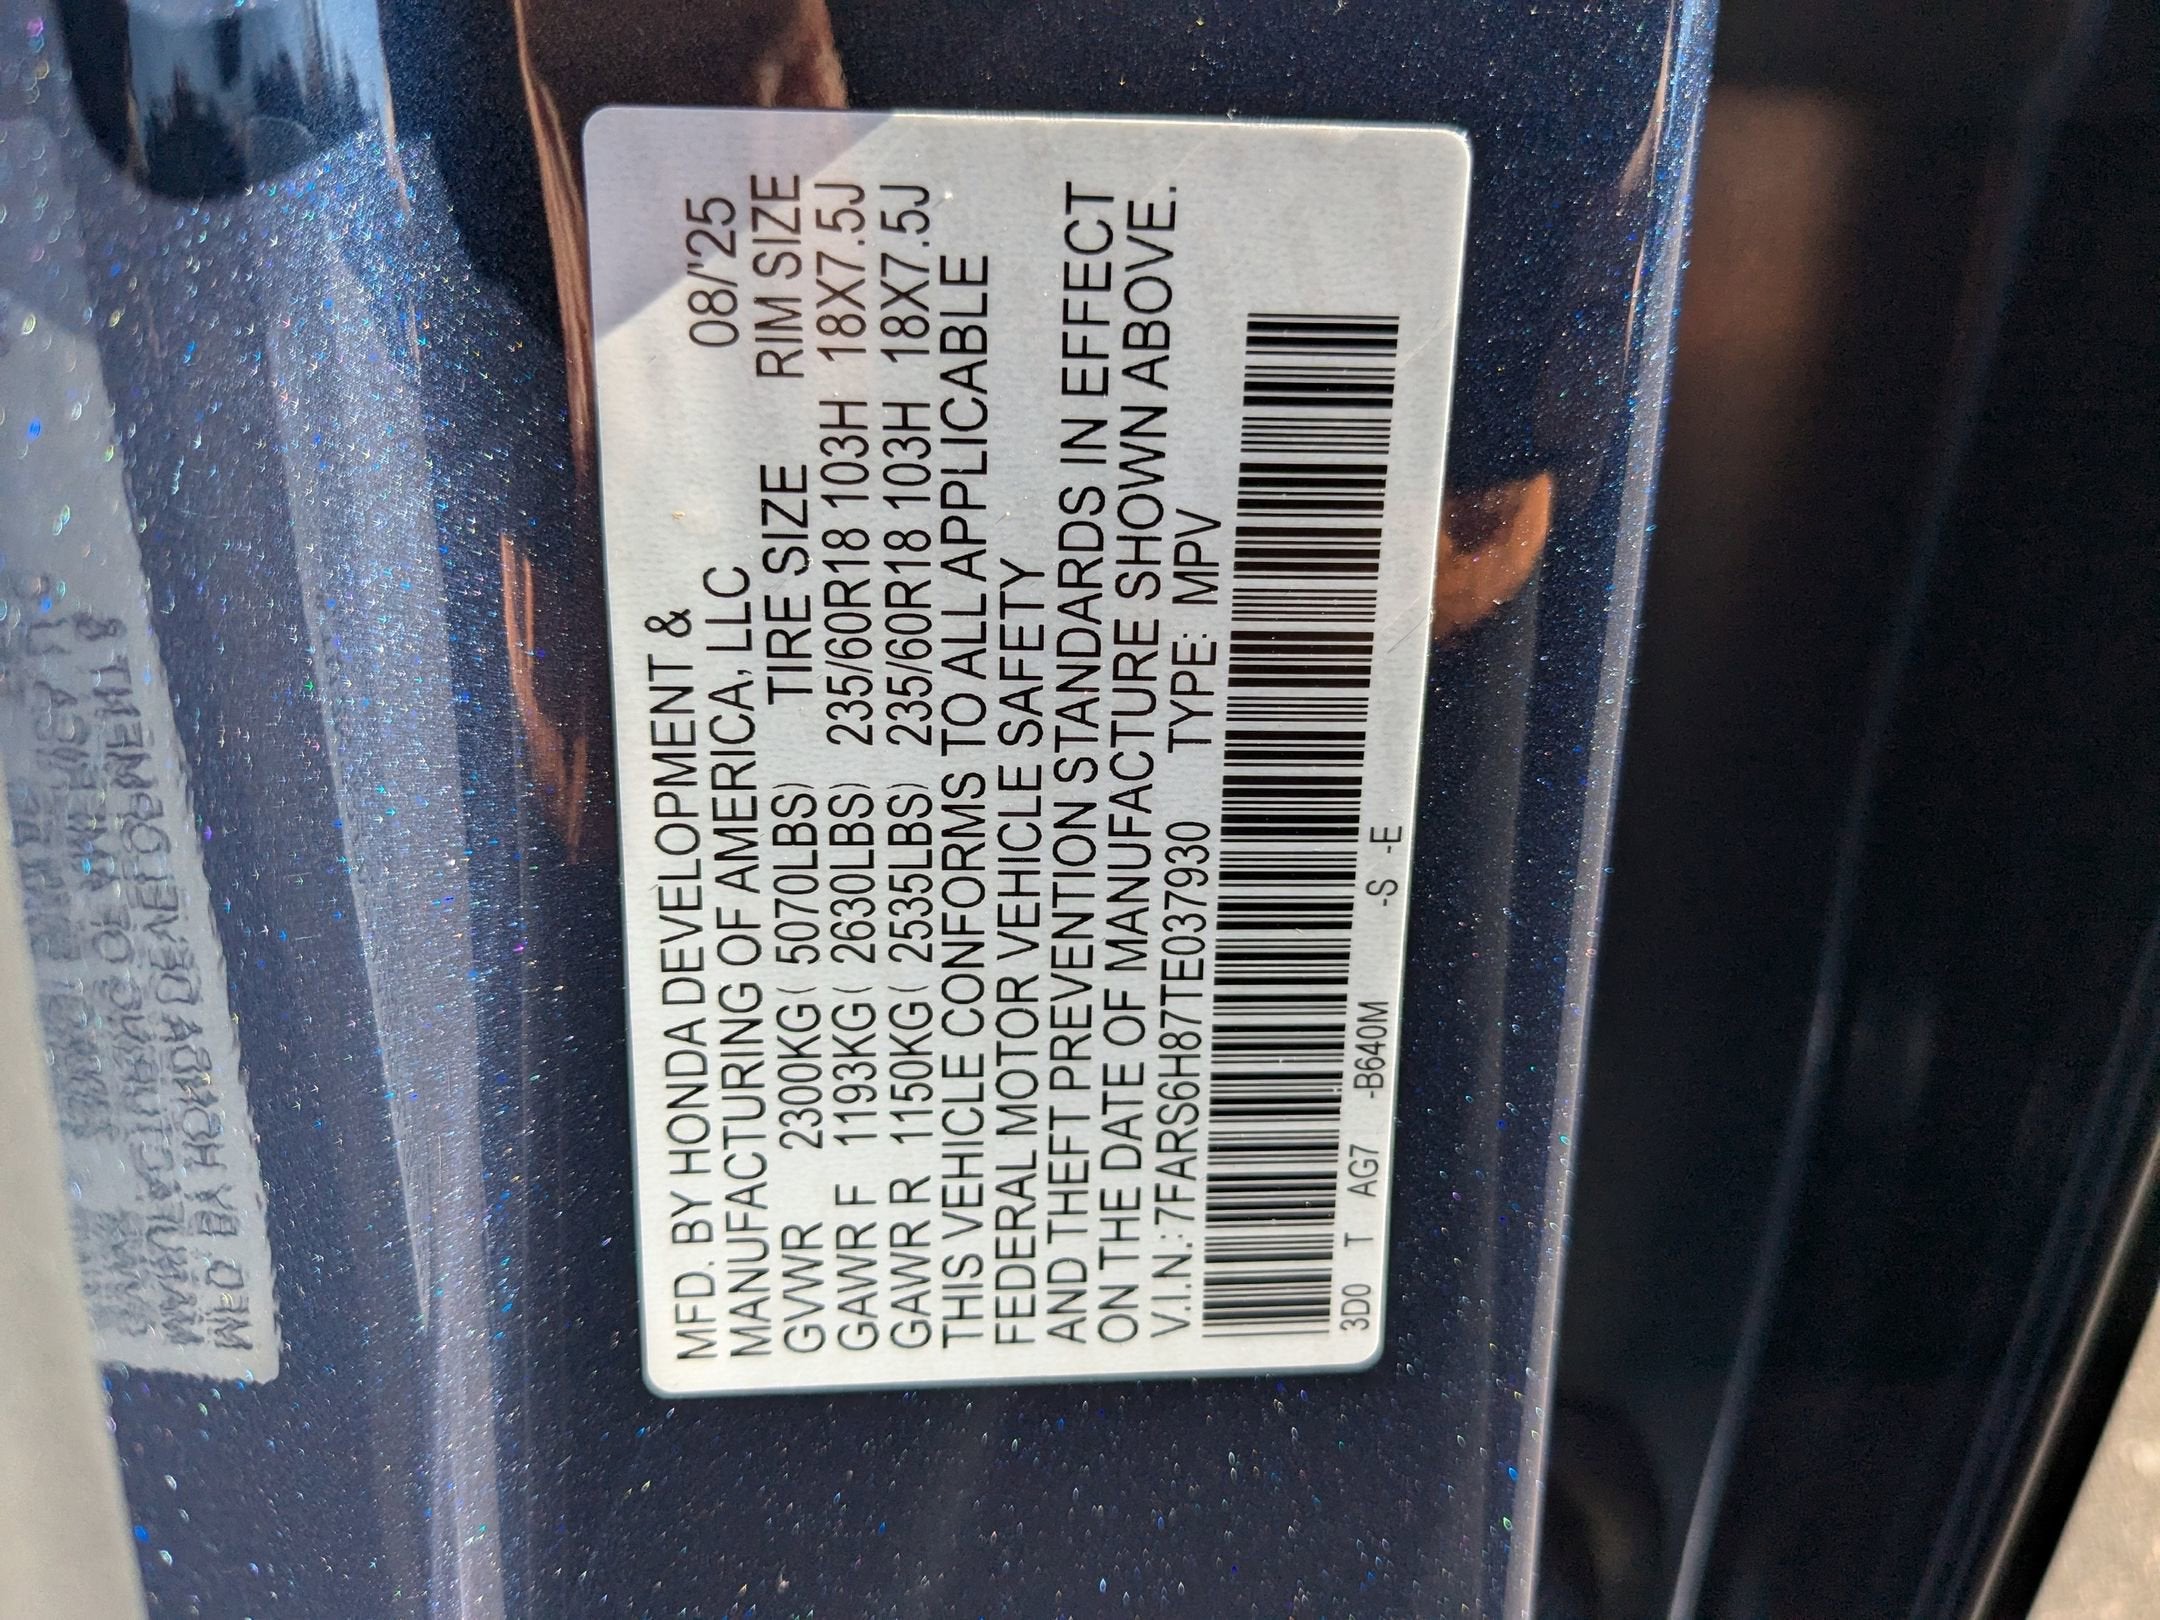 MFD. BY HONDA DEVELOPMENT &
MANUFACTURING OF AMERICA, LLC 08/'25
TIRE SIZE RIM SIZE
GVWR 2300KG( 5070LBS)
GAWR F 1193KG( 2630LBS) 235/60R18 103H 18X7.5J
GAWR R 1150KG( 2535LBS) 235/60R18 103H 18X7.5J
THIS VEHICLE CONFORMS TO ALL APPLICABLE
FEDERAL MOTOR VEHICLE SAFETY
AND THEFT PREVENTION STANDARDS IN EFFECT
ON THE DATE OF MANUFACTURE SHOWN ABOVE.
V.I.N.:7FARS6H87TE037930 TYPE: MPV
3D0 T AG7 -B640M -S -E